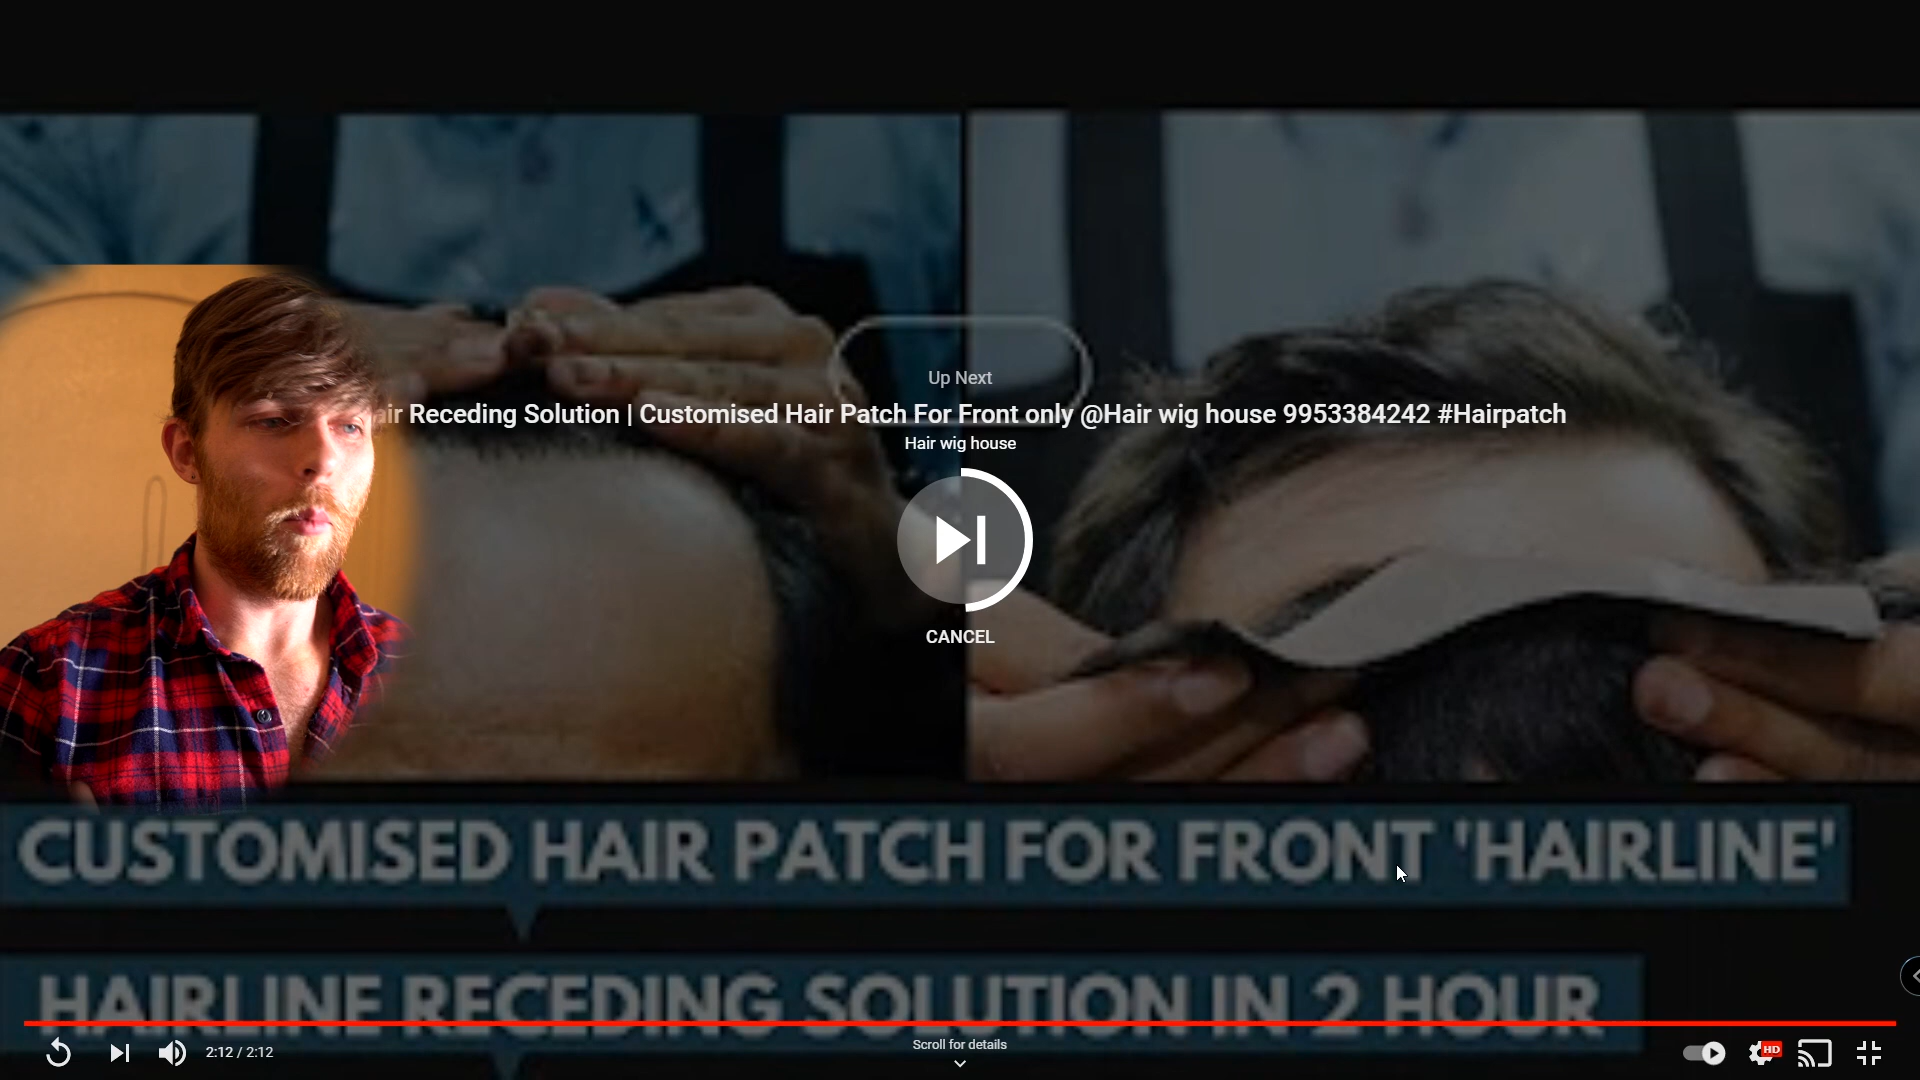 Up Next
air Receding Solution | Customised Hair Patch For Front only @Hair wig house 9953384242 #Hairpatch
Hair wig house
CANCEL
CUSTOMISED HAIR PATCH FOR FRONT 'HAIRLINE'
HAIRLINE RECEDING SOLUTION IN 2 HOUR
2:12 / 2:12
Scroll for details
HD